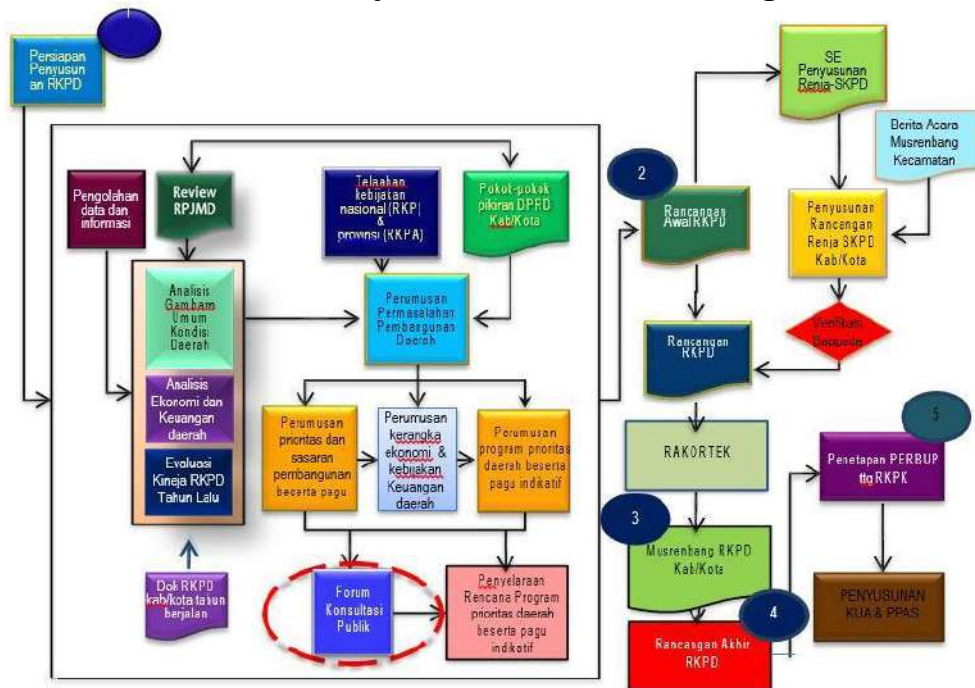 Persiapan
Penyusun
an RKPD
Pengolahan
data dan
informasi
Review
RPJMD
Telaahan
kebijakan
nasional (RKP)
&
provinsi (RKPA)
Pokok-pokok
pikiran DPRD
Kab/Kota
Analisis
Gambarn
Umum
Kondisi
Daerah
Analisis
Ekonomi dan
Keuangan
daerah
Evaluasi
Kineja RKPD
Tahun Lalu
Dok RKPD
kab/kota tahun
berjalan
Perumusan
Permasalahan
Pembangunan
Daerah
Perumusan
prioritas dan
sasaran
pembangunan
beserta pagu
Perumusan
kerangka
ekonomi &
kebijakan
Keuangan
daerah
Perumusan
program prioritas
daerah beserta
pagu indikatif
Forum
Konsultasi
Publik
Penyelaraan
Rencana Program
prioritas daerah
beserta pagu
indikatif
2
Rancangan
Awal RKPD
SE
Penyusunan
Renja-SKPD
Berita Acara
Musrenbang
Kecamatan
Penyusunan
Rancangan
Renja SKPD
Kab/Kota
Verifikasi
Bappeda
Rancangan
RKPD
RAKORTEK
3
Musrenbang RKPD
Kab/Kota
4
Rancangan Akhir
RKPD
5
Penetapan PERBUP
ttg RKPK
PENYUSUNAN
KUA & PPAS